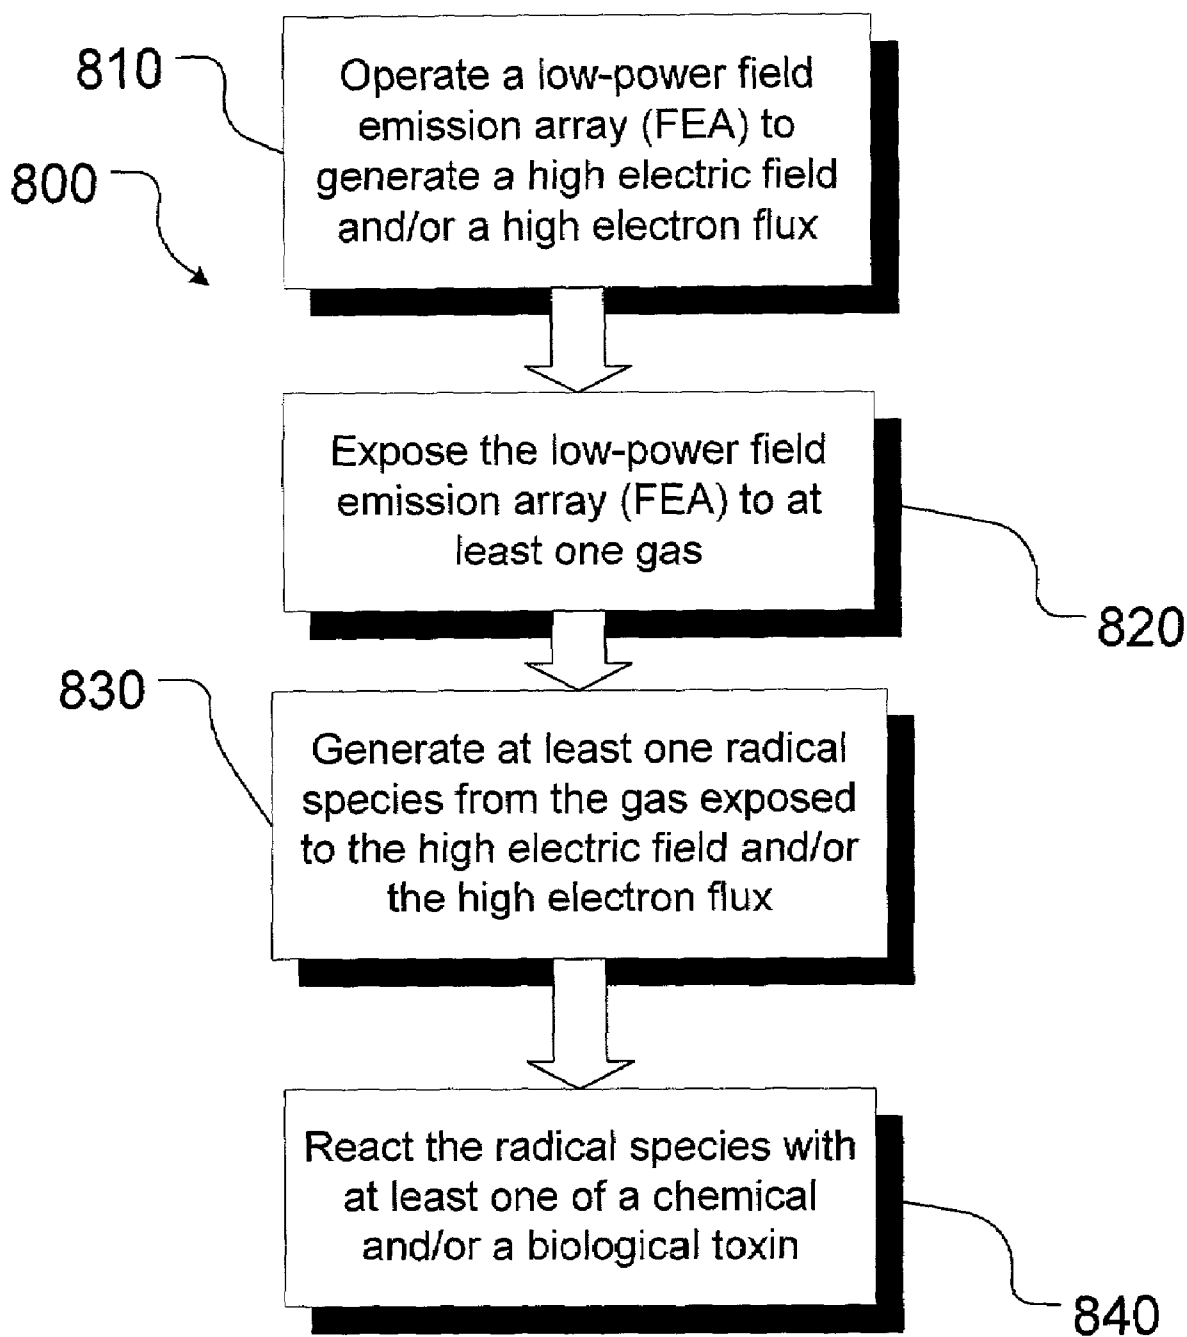 810
Operate a low-power field
emission array (FEA) to
generate a high electric field
and/or a high electron flux
800
Expose the low-power field
emission array (FEA) to at
least one gas
820
830
Generate at least one radical
species from the gas exposed
to the high electric field and/or
the high electron flux
React the radical species with
at least one of a chemical
and/or a biological toxin
840